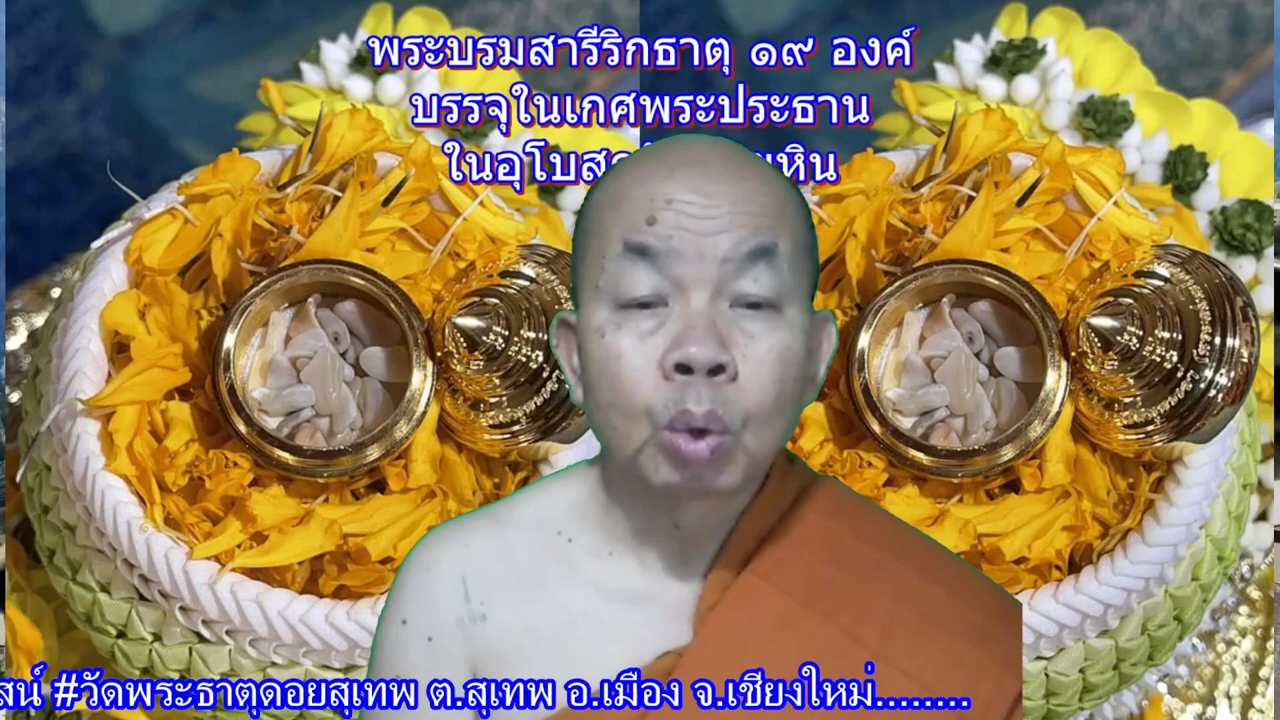 พระบรมสารีริกธาตุ ๑๙ องค์
บรรจุในเกศพระประธาน
ในอุโบส
หิน
#วัดพระธาตุดอยสุเทพ ต.สุเทพ อ.เมือง จ.เชียงใหม่........